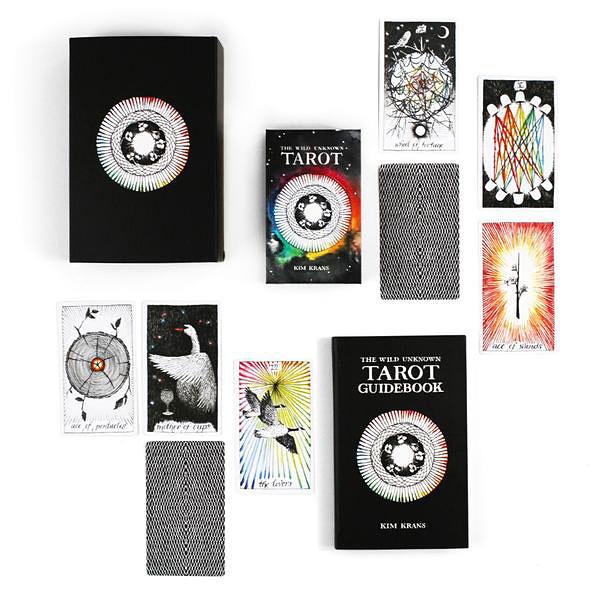 wheel of fortune
THE WILD UNKNOWN
TAROT
KIM KRANS
ace of wands
ace of pentacles
mother of cups
the lovers
THE WILD UNKNOWN
TAROT
GUIDEBOOK
KIM KRANS